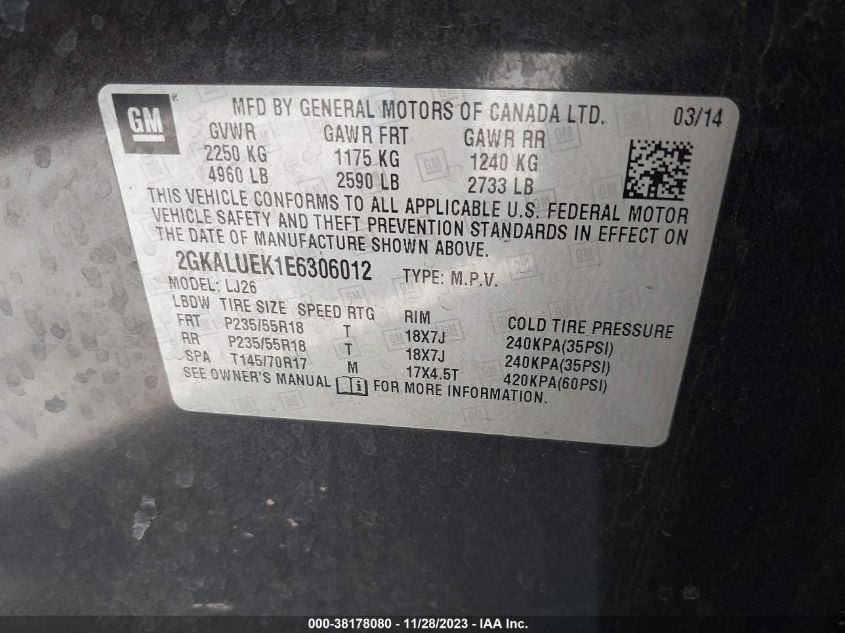 GM ® MFD BY GENERAL MOTORS OF CANADA LTD. 03/14
GVWR GAWR FRT GAWR RR
2250 KG 1175 KG 1240 KG
4960 LB 2590 LB 2733 LB
THIS VEHICLE CONFORMS TO ALL APPLICABLE U.S. FEDERAL MOTOR
VEHICLE SAFETY AND THEFT PREVENTION STANDARDS IN EFFECT ON
THE DATE OF MANUFACTURE SHOWN ABOVE.
2GKALUEK1E6306012 TYPE: M.P.V.
MODEL: LJ26
LBDW TIRE SIZE SPEED RTG RIM COLD TIRE PRESSURE
FRT P235/55R18 T 18X7J 240KPA(35PSI)
RR P235/55R18 T 18X7J 240KPA(35PSI)
SPA T145/70R17 M 17X4.5T 420KPA(60PSI)
SEE OWNER'S MANUAL FOR MORE INFORMATION.
000-38178080 - 11/28/2023 - IAA Inc.